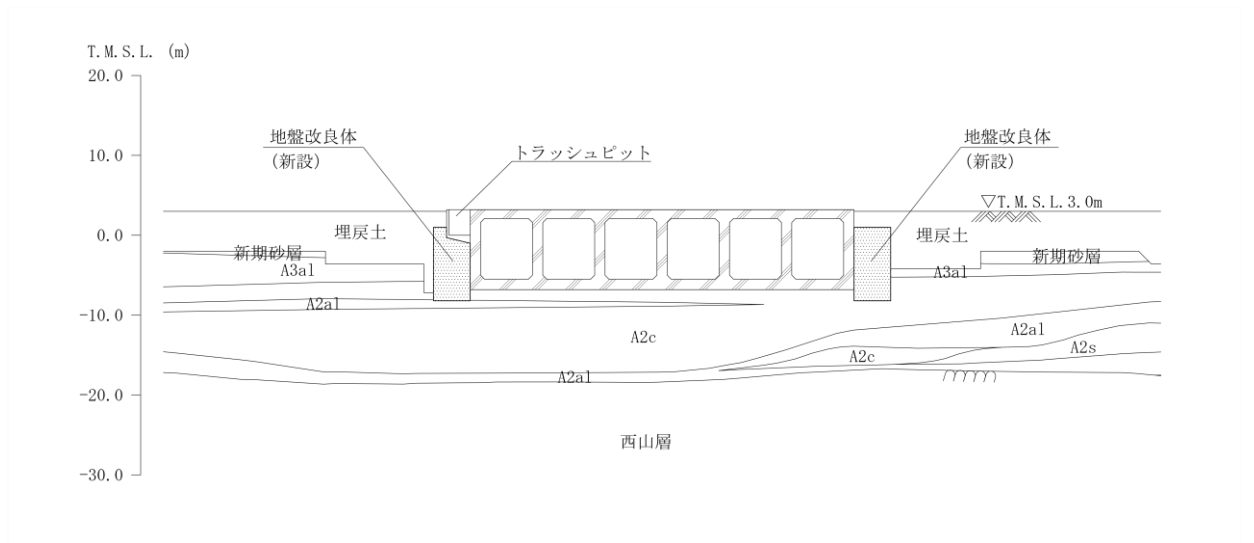 T.M.S.L. (m)
20.0
地盤改良体
(新設)
トラッシュピット
地盤改良体
(新設)
10.0
▽T.M.S.L.3.0m
0.0
埋戻土
埋戻土
新期砂層
新期砂層
A3al
A3al
A2al
-10.0
A2c
A2al
A2c
A2s
A2al
-20.0
西山層
-30.0